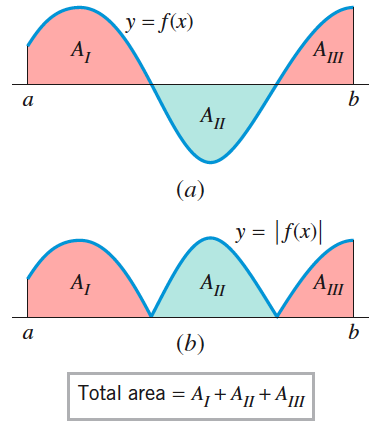 y = f(x)
A_I A_III
a b
A_II
(a)
y = |f(x)|
A_I A_II A_III
a b
(b)
Total area = A_I + A_II + A_III